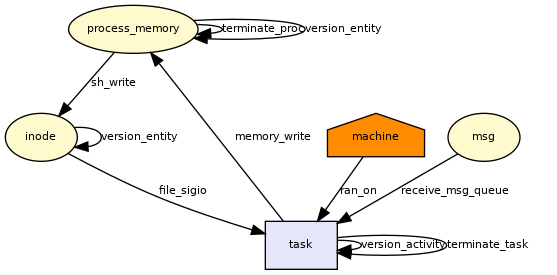 process_memory
terminate_proc
version_entity
sh_write
inode
version_entity
memory_write
machine
msg
file_sigio
ran_on
receive_msg_queue
task
version_activity
terminate_task